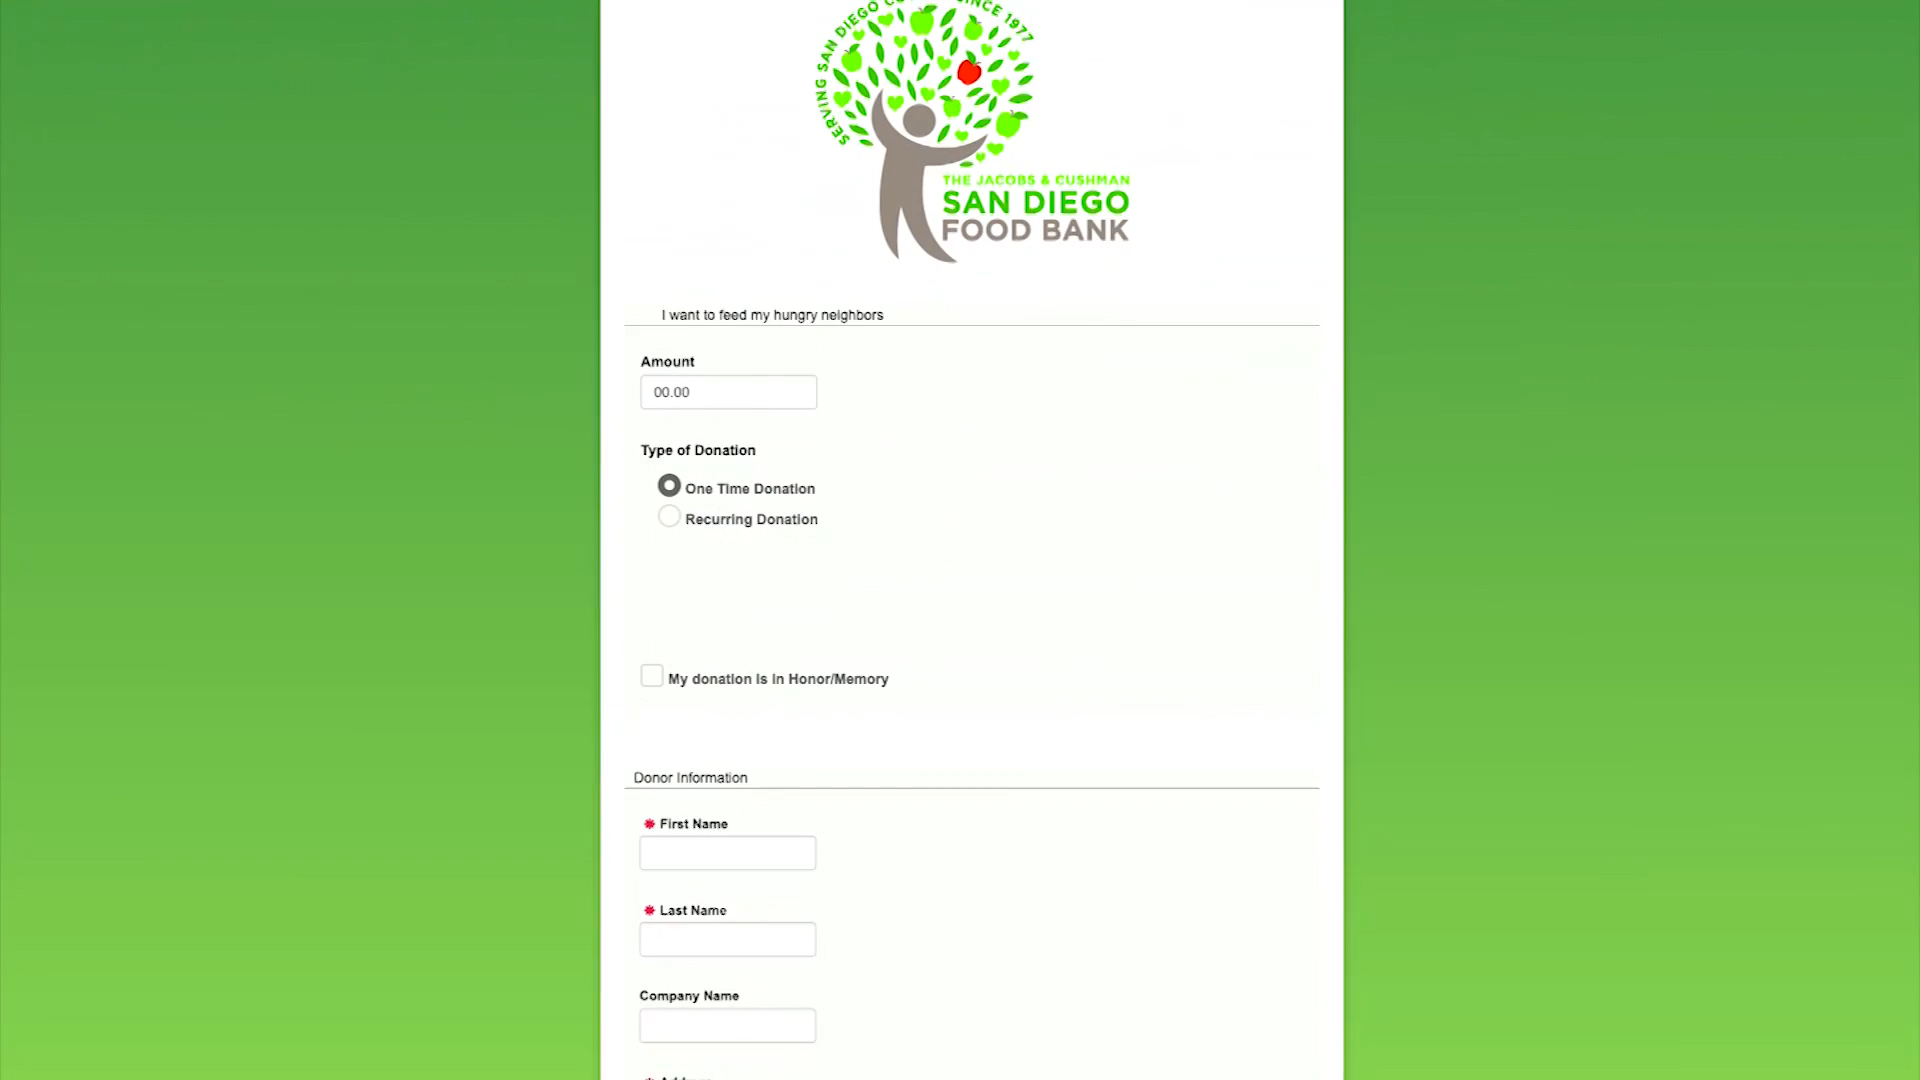 SERVING SAN DIEGO SINCE 1977
THE JACOBS & CUSHMAN
SAN DIEGO
FOOD BANK
I want to feed my hungry neighbors
Amount
00.00
Type of Donation
One Time Donation
Recurring Donation
My donation is in Honor/Memory
Donor Information
* First Name
* Last Name
Company Name